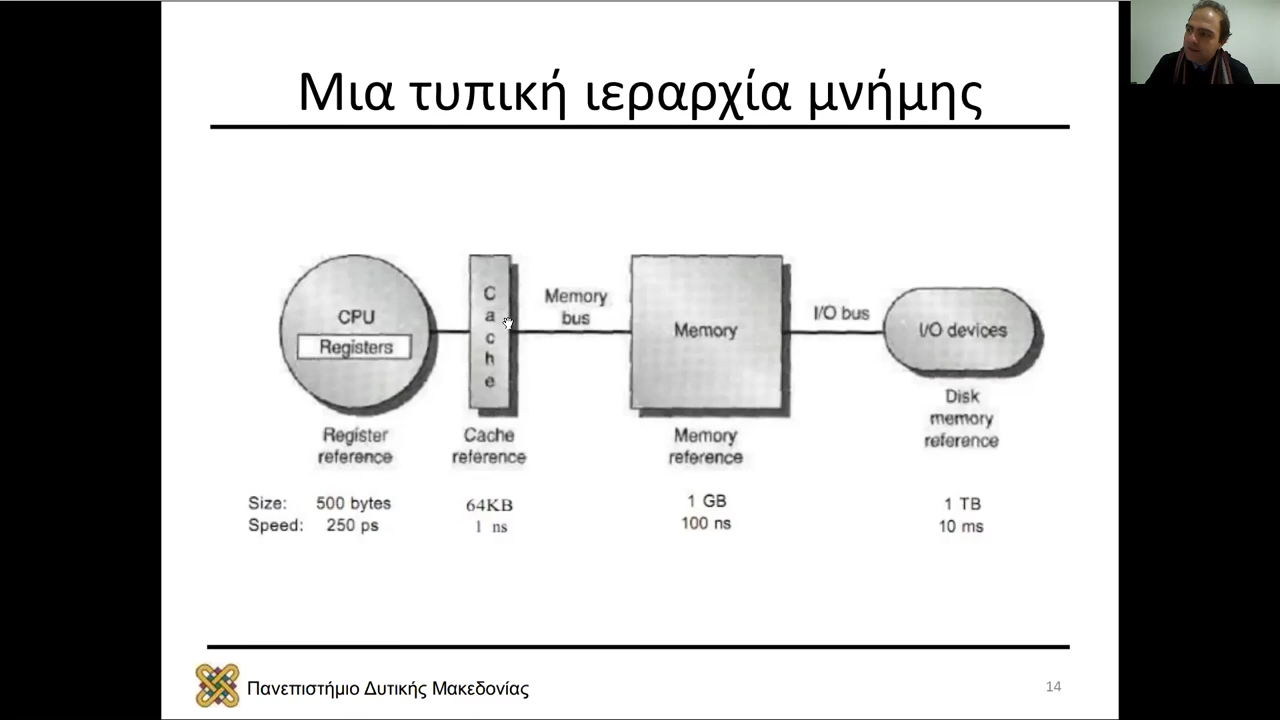 Μια τυπική ιεραρχία μνήμης
CPU
Registers
Cache
Memory
bus
Memory
I/O bus
I/O devices
Register
reference
Cache
reference
Memory
reference
Disk
memory
reference
Size: 500 bytes 64KB 1 GB 1 TB
Speed: 250 ps 1 ns 100 ns 10 ms
Πανεπιστήμιο Δυτικής Μακεδονίας
14